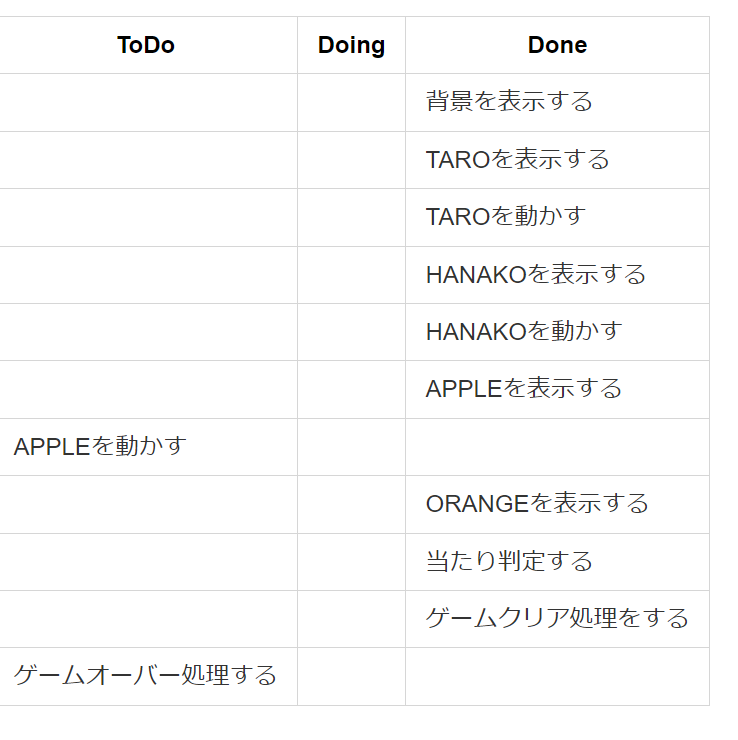 ToDo Doing Done
背景を表示する
TAROを表示する
TAROを動かす
HANAKOを表示する
HANAKOを動かす
APPLEを表示する
APPLEを動かす
ORANGEを表示する
当たり判定する
ゲームクリア処理をする
ゲームオーバー処理する